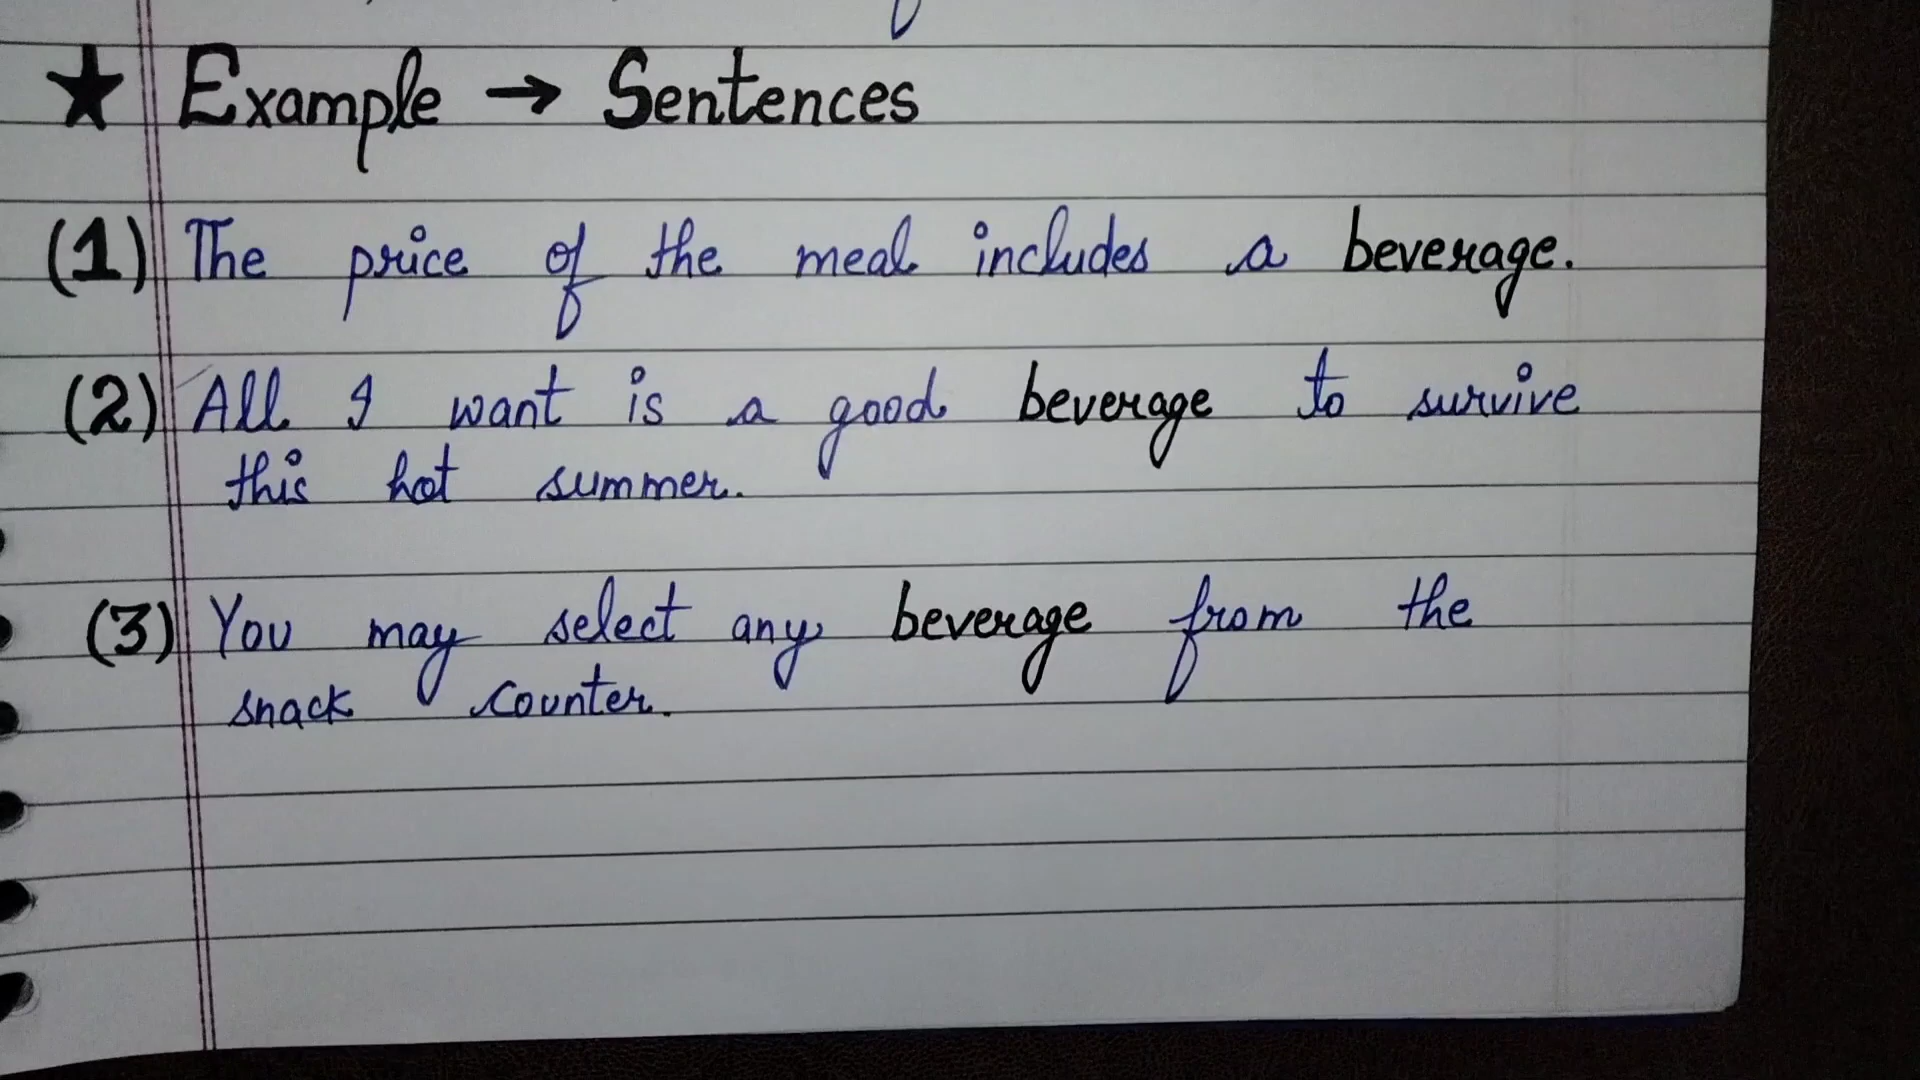 ★ Example → Sentences
(1) The price of the meal includes a beverage.
(2) All I want is a good beverage to survive
this hot summer.
(3) You may select any beverage from the
snack counter.